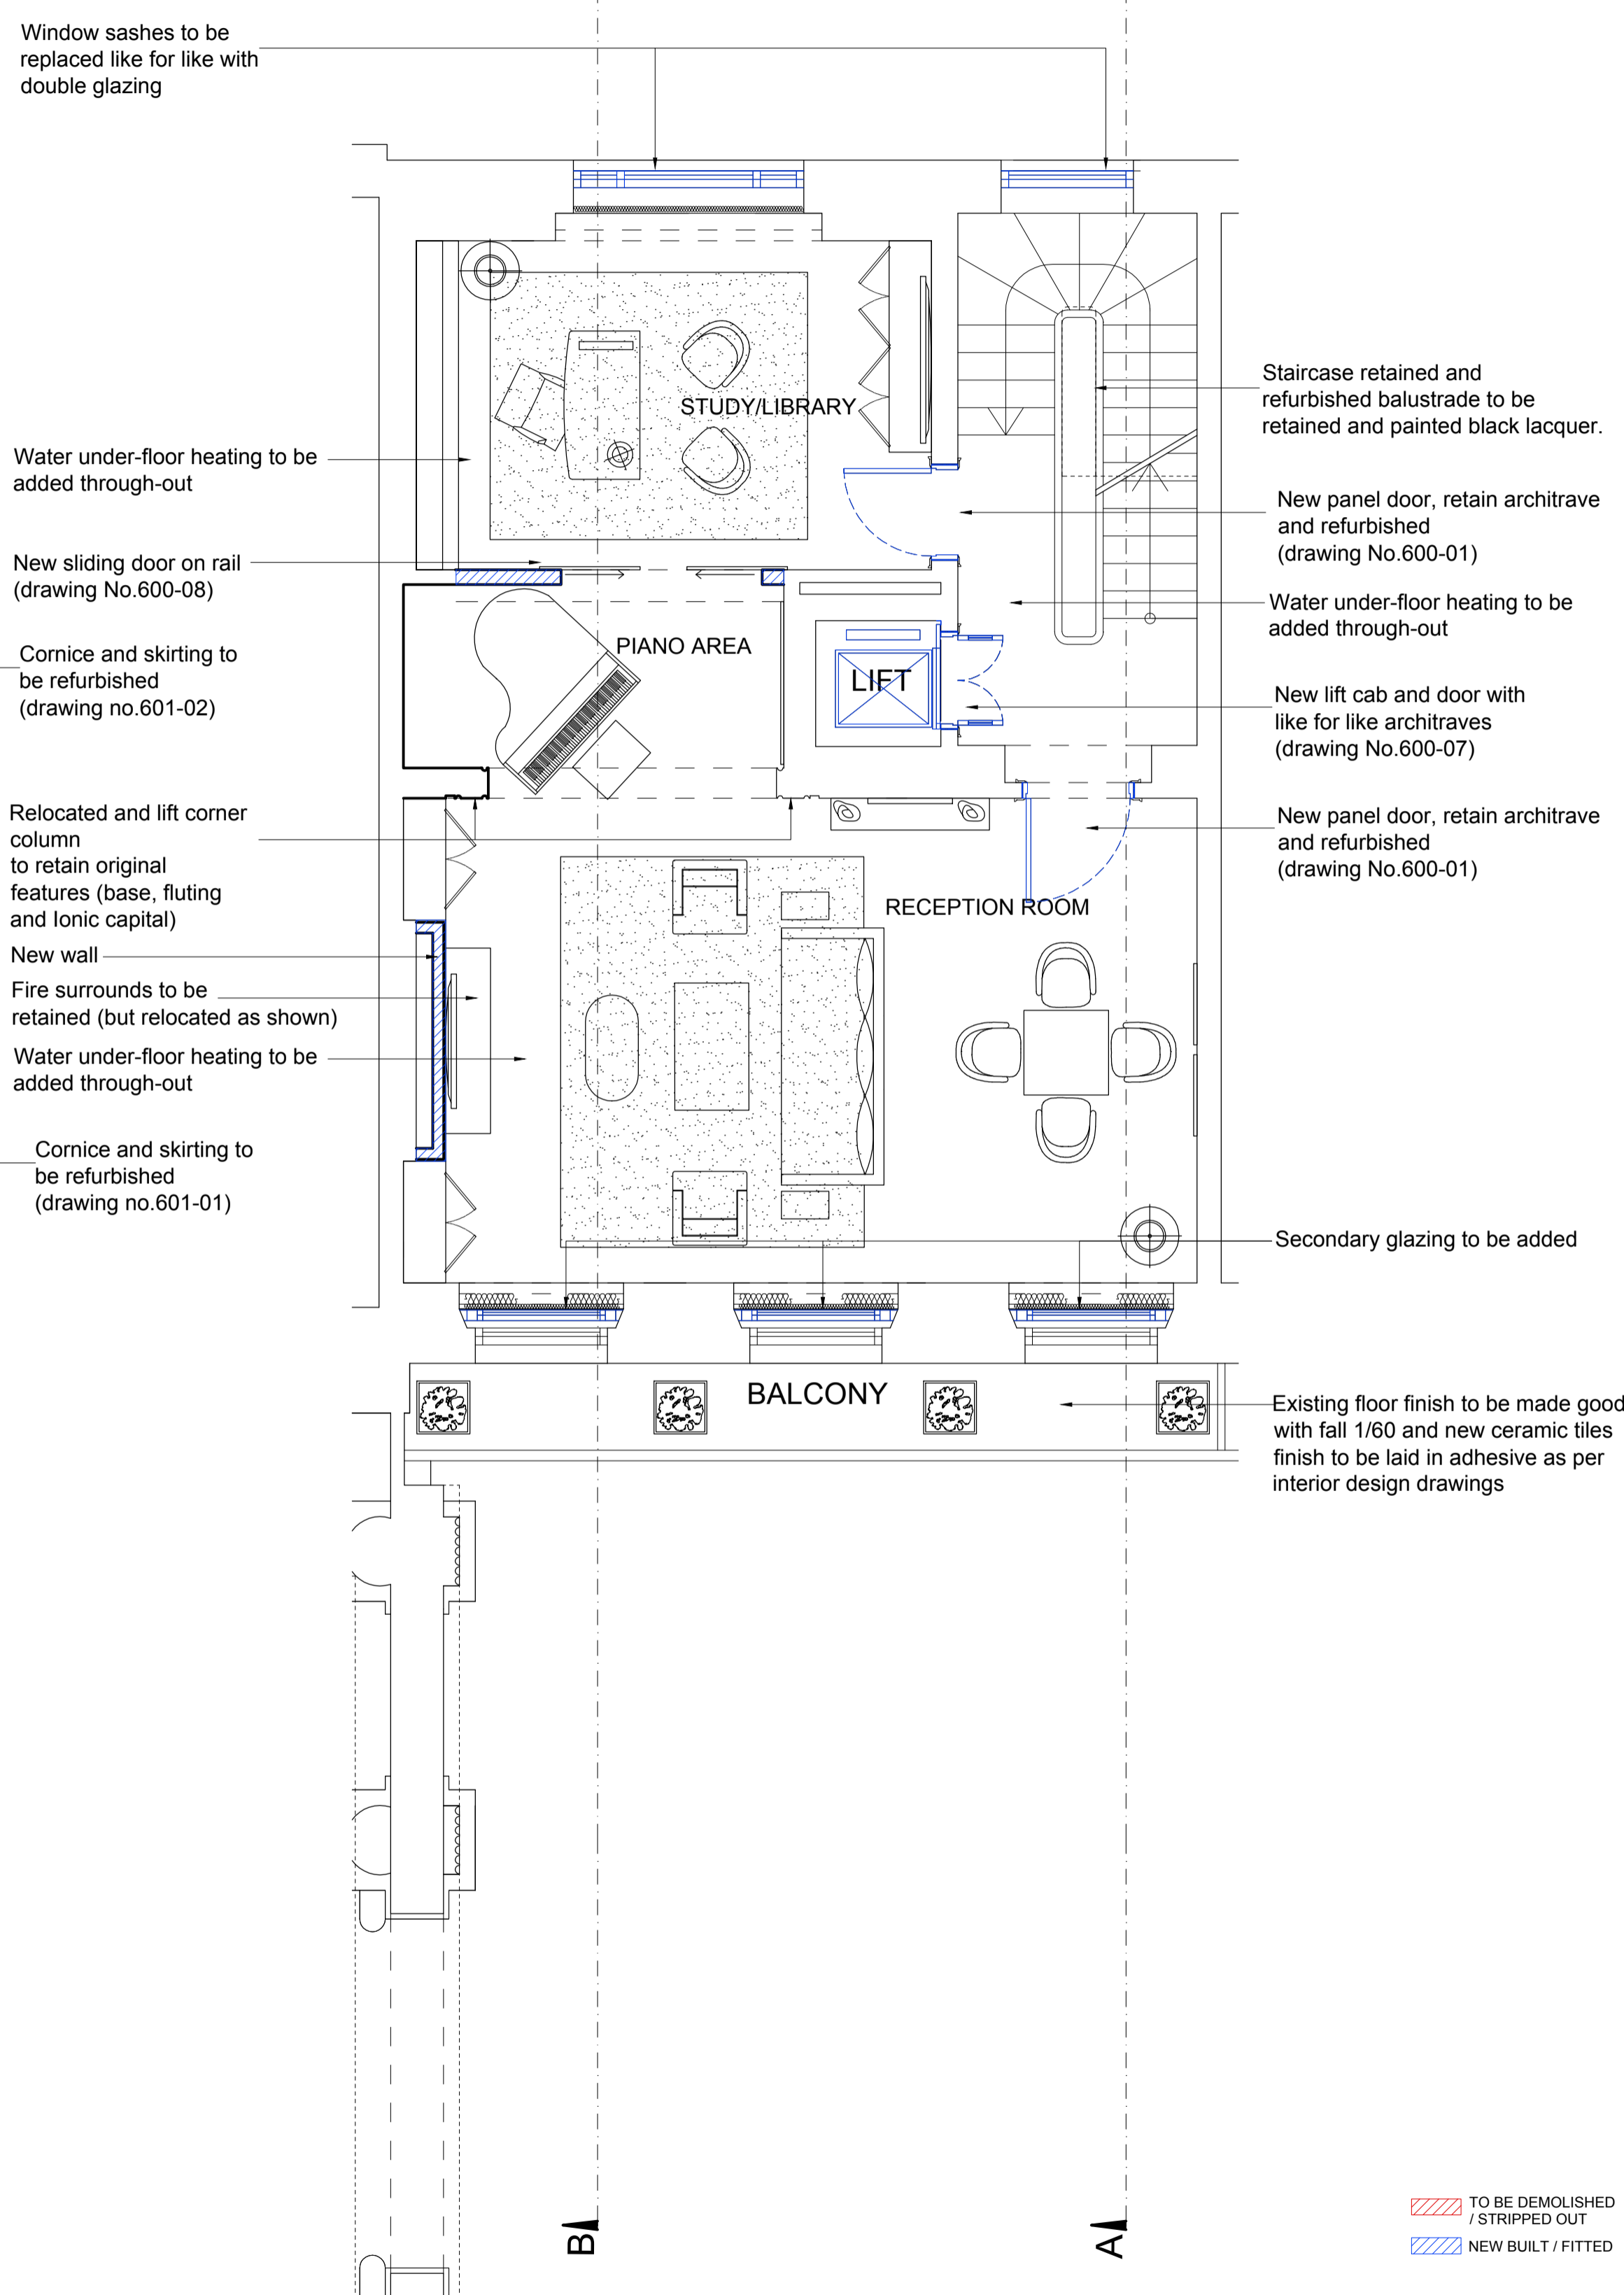 Window sashes to be
replaced like for like with
double glazing
STUDY/LIBRARY
Staircase retained and
refurbished balustrade to be
retained and painted black lacquer.
Water under-floor heating to be
added through-out
New panel door, retain architrave
and refurbished
(drawing No.600-01)
New sliding door on rail
(drawing No.600-08)
Water under-floor heating to be
added through-out
Cornice and skirting to
be refurbished
(drawing no.601-02)
PIANO AREA
LIFT
New lift cab and door with
like for like architraves
(drawing No.600-07)
Relocated and lift corner
column
to retain original
features (base, fluting
and Ionic capital)
New panel door, retain architrave
and refurbished
(drawing No.600-01)
RECEPTION ROOM
New wall
Fire surrounds to be
retained (but relocated as shown)
Water under-floor heating to be
added through-out
Cornice and skirting to
be refurbished
(drawing no.601-01)
Secondary glazing to be added
BALCONY
Existing floor finish to be made good
with fall 1/60 and new ceramic tiles
finish to be laid in adhesive as per
interior design drawings
B
A
TO BE DEMOLISHED
/ STRIPPED OUT
NEW BUILT / FITTED